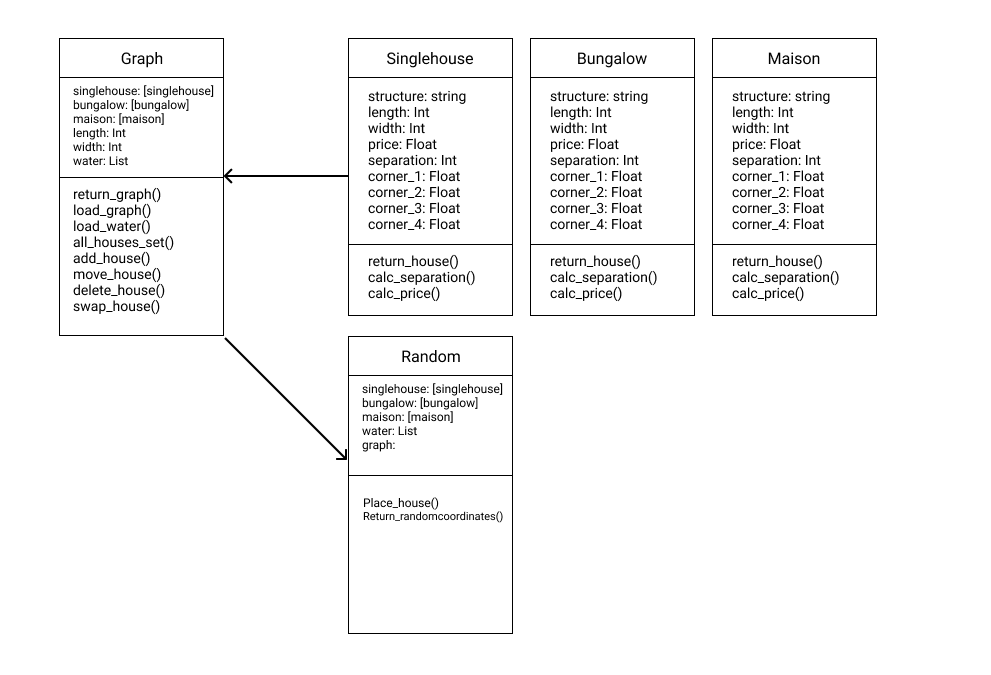 Graph
singlehouse: [singlehouse]
bungalow: [bungalow]
maison: [maison]
length: Int
width: Int
water: List
return_graph()
load_graph()
load_water()
all_houses_set()
add_house()
move_house()
delete_house()
swap_house()
Singlehouse
structure: string
length: Int
width: Int
price: Float
separation: Int
corner_1: Float
corner_2: Float
corner_3: Float
corner_4: Float
return_house()
calc_separation()
calc_price()
Bungalow
structure: string
length: Int
width: Int
price: Float
separation: Int
corner_1: Float
corner_2: Float
corner_3: Float
corner_4: Float
return_house()
calc_separation()
calc_price()
Maison
structure: string
length: Int
width: Int
price: Float
separation: Int
corner_1: Float
corner_2: Float
corner_3: Float
corner_4: Float
return_house()
calc_separation()
calc_price()
Random
singlehouse: [singlehouse]
bungalow: [bungalow]
maison: [maison]
water: List
graph:
Place_house()
Return_randomcoordinates()